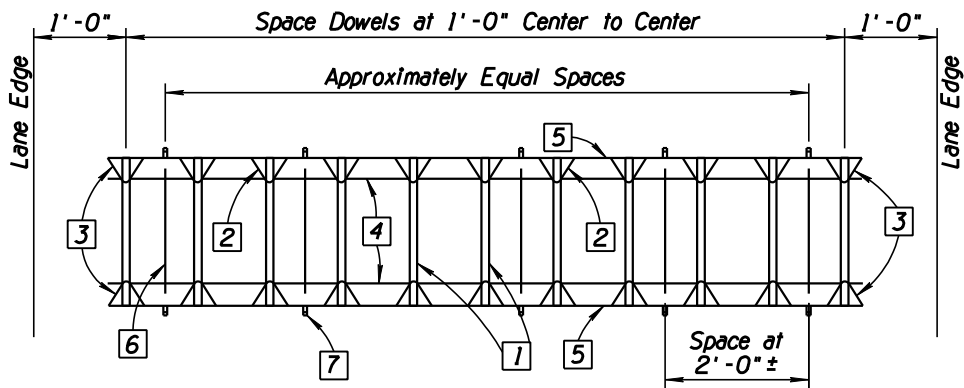 1'-0"
Space Dowels at 1'-0" Center to Center
1'-0"
Approximately Equal Spaces
Lane Edge
Lane Edge
5
2
2
3
4
3
6
7
1
5
Space at
2'-0"±